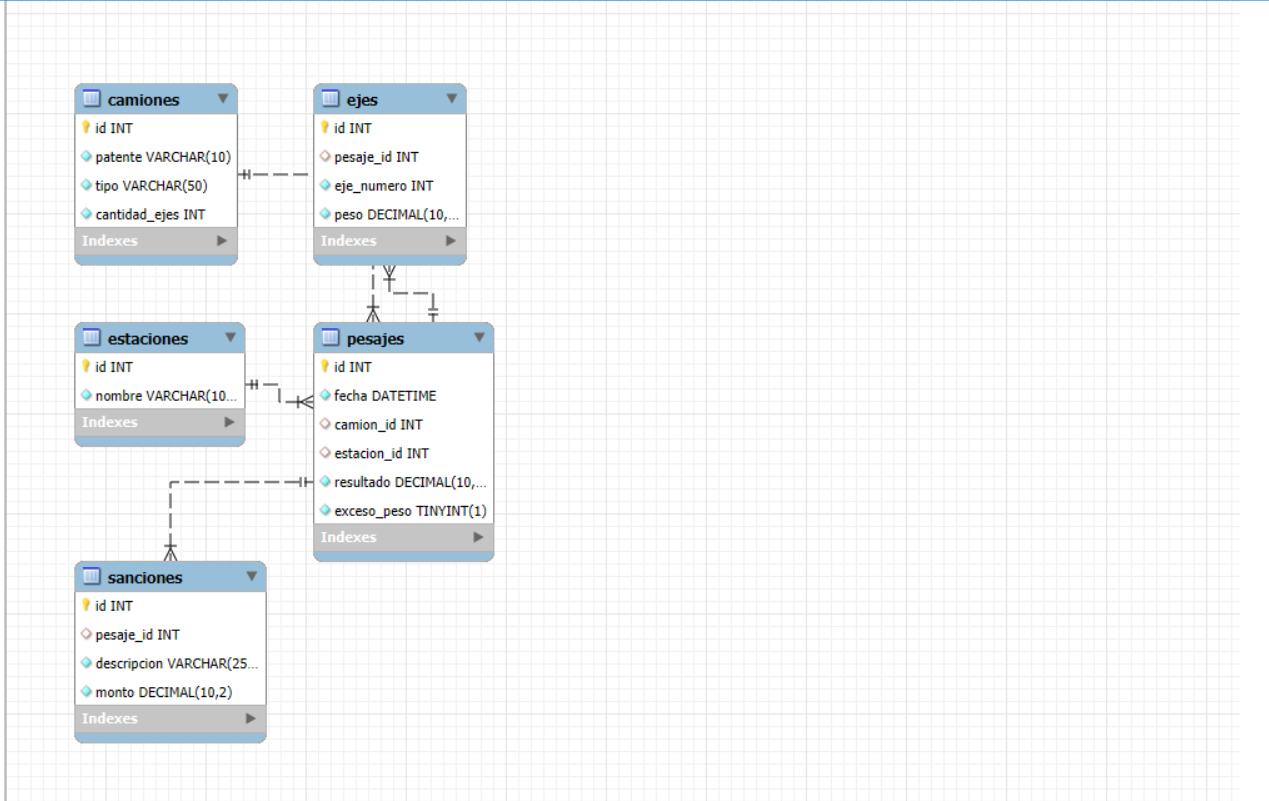 camiones
id INT
patente VARCHAR(10)
tipo VARCHAR(50)
cantidad_ejes INT
Indexes
ejes
id INT
pesaje_id INT
eje_numero INT
peso DECIMAL(10,...
Indexes
estaciones
id INT
nombre VARCHAR(10...
Indexes
pesajes
id INT
fecha DATETIME
camion_id INT
estacion_id INT
resultado DECIMAL(10,...
exceso_peso TINYINT(1)
Indexes
sanciones
id INT
pesaje_id INT
descripcion VARCHAR(25...
monto DECIMAL(10,2)
Indexes